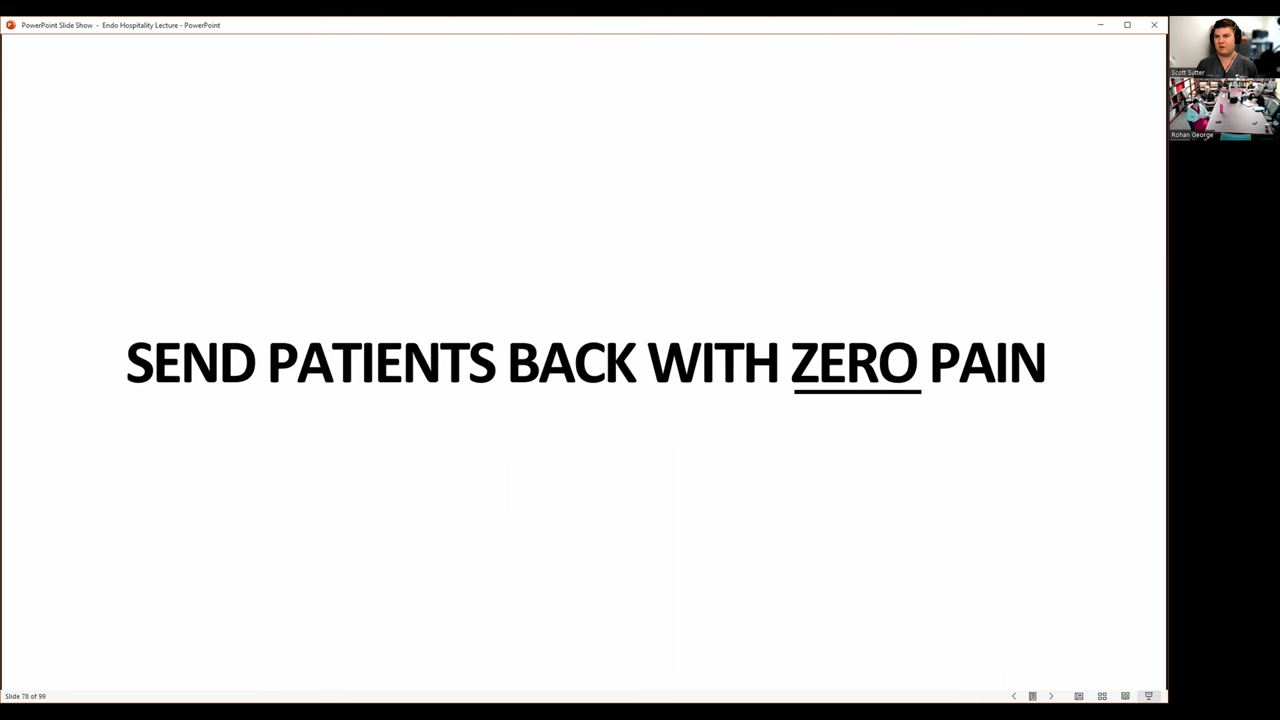 PowerPoint Slide Show - Endo Hospitality Lecture - PowerPoint
Scott Sutter
Rohan George
SEND PATIENTS BACK WITH ZERO PAIN
Slide 78 of 99